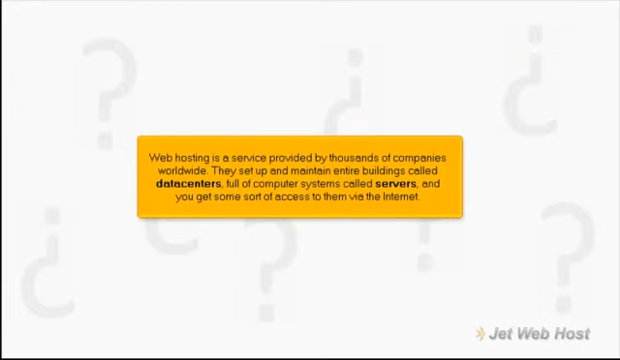 Web hosting is a service provided by thousands of companies
worldwide. They set up and maintain entire buildings called
datacenters, full of computer systems called servers, and
you get some sort of access to them via the Internet.
Jet Web Host